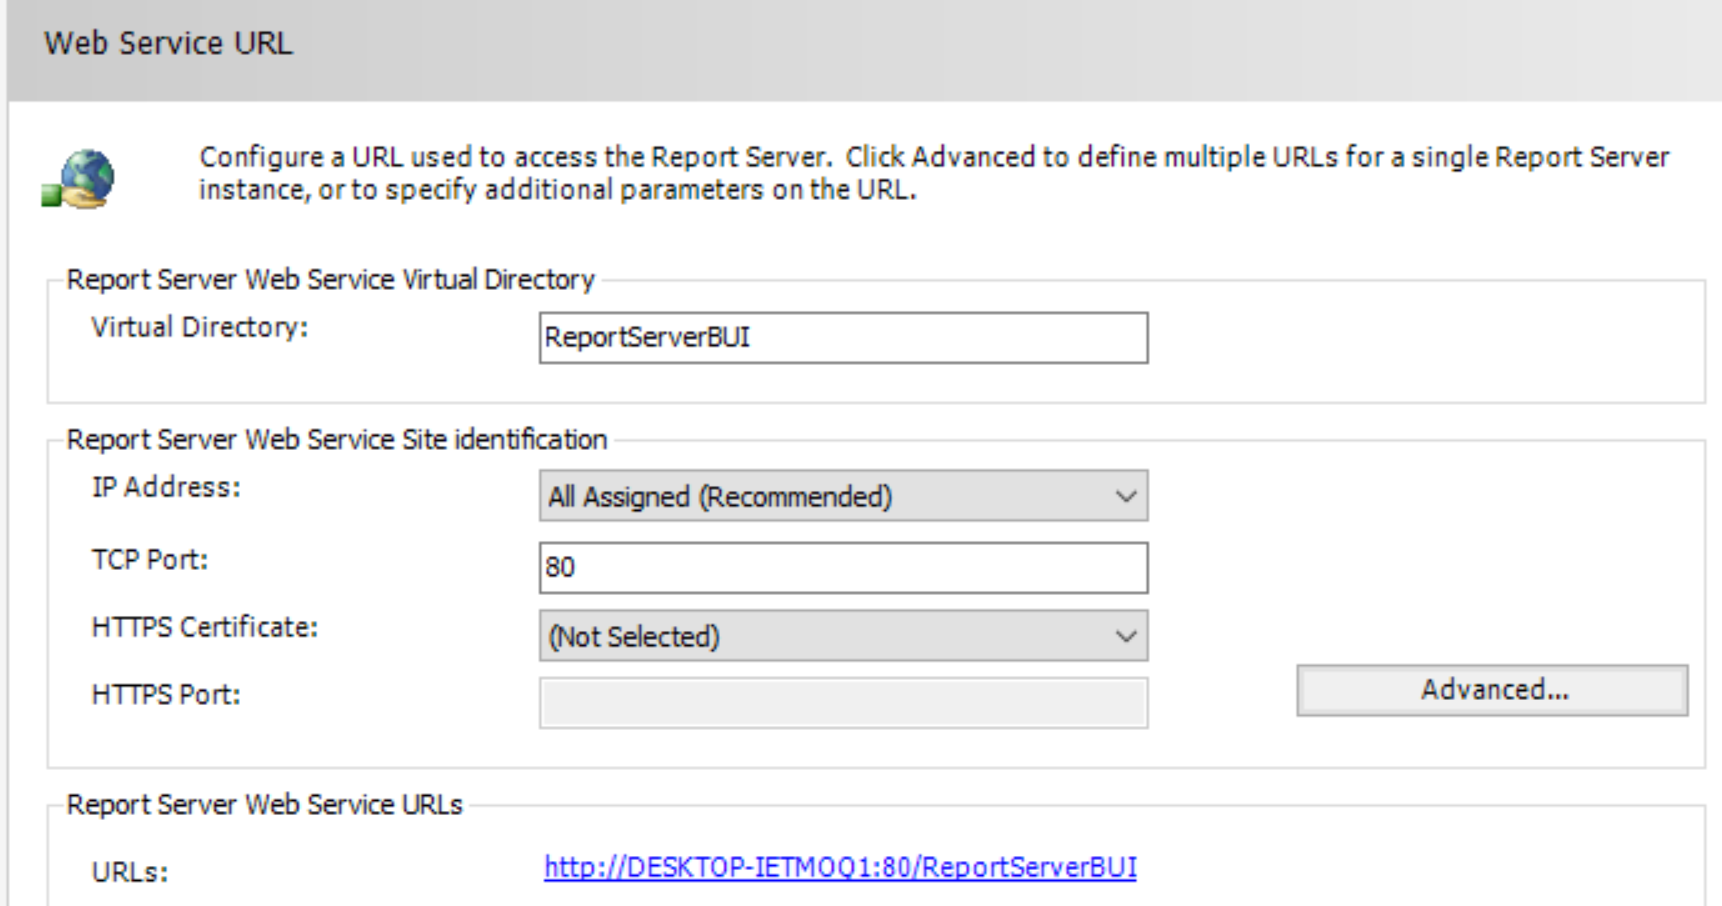 Web Service URL
Configure a URL used to access the Report Server. Click Advanced to define multiple URLs for a single Report Server
instance, or to specify additional parameters on the URL.
Report Server Web Service Virtual Directory
Virtual Directory:
ReportServerBUI
Report Server Web Service Site identification
IP Address:
All Assigned (Recommended)
TCP Port:
80
HTTPS Certificate:
(Not Selected)
HTTPS Port:
Advanced...
Report Server Web Service URLs
URLs:
http://DESKTOP-IETMOQ1:80/ReportServerBUI